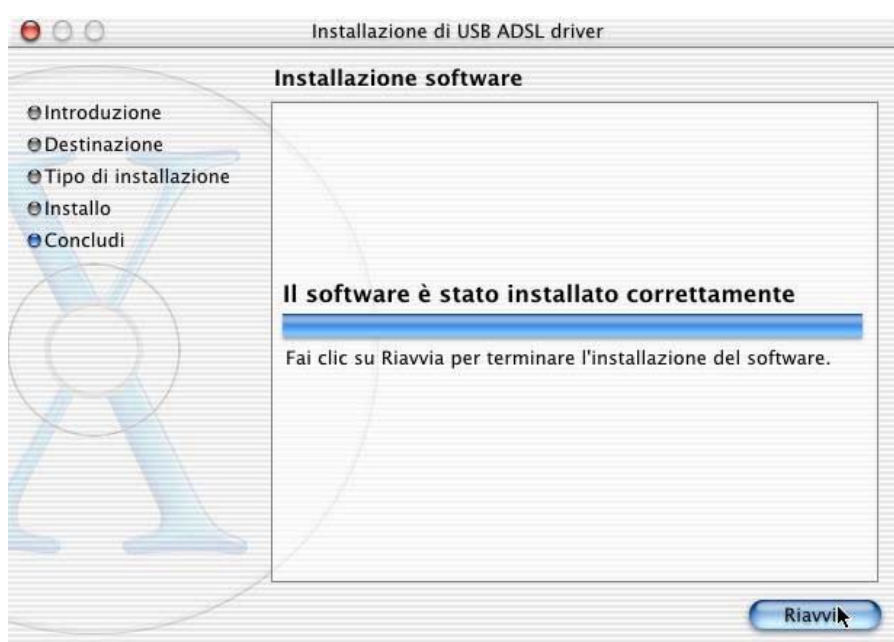 Installazione di USB ADSL driver
Installazione software
Introduzione
Destinazione
Tipo di installazione
Installo
Concludi
Il software è stato installato correttamente
Fai clic su Riavvia per terminare l'installazione del software.
Riavvia